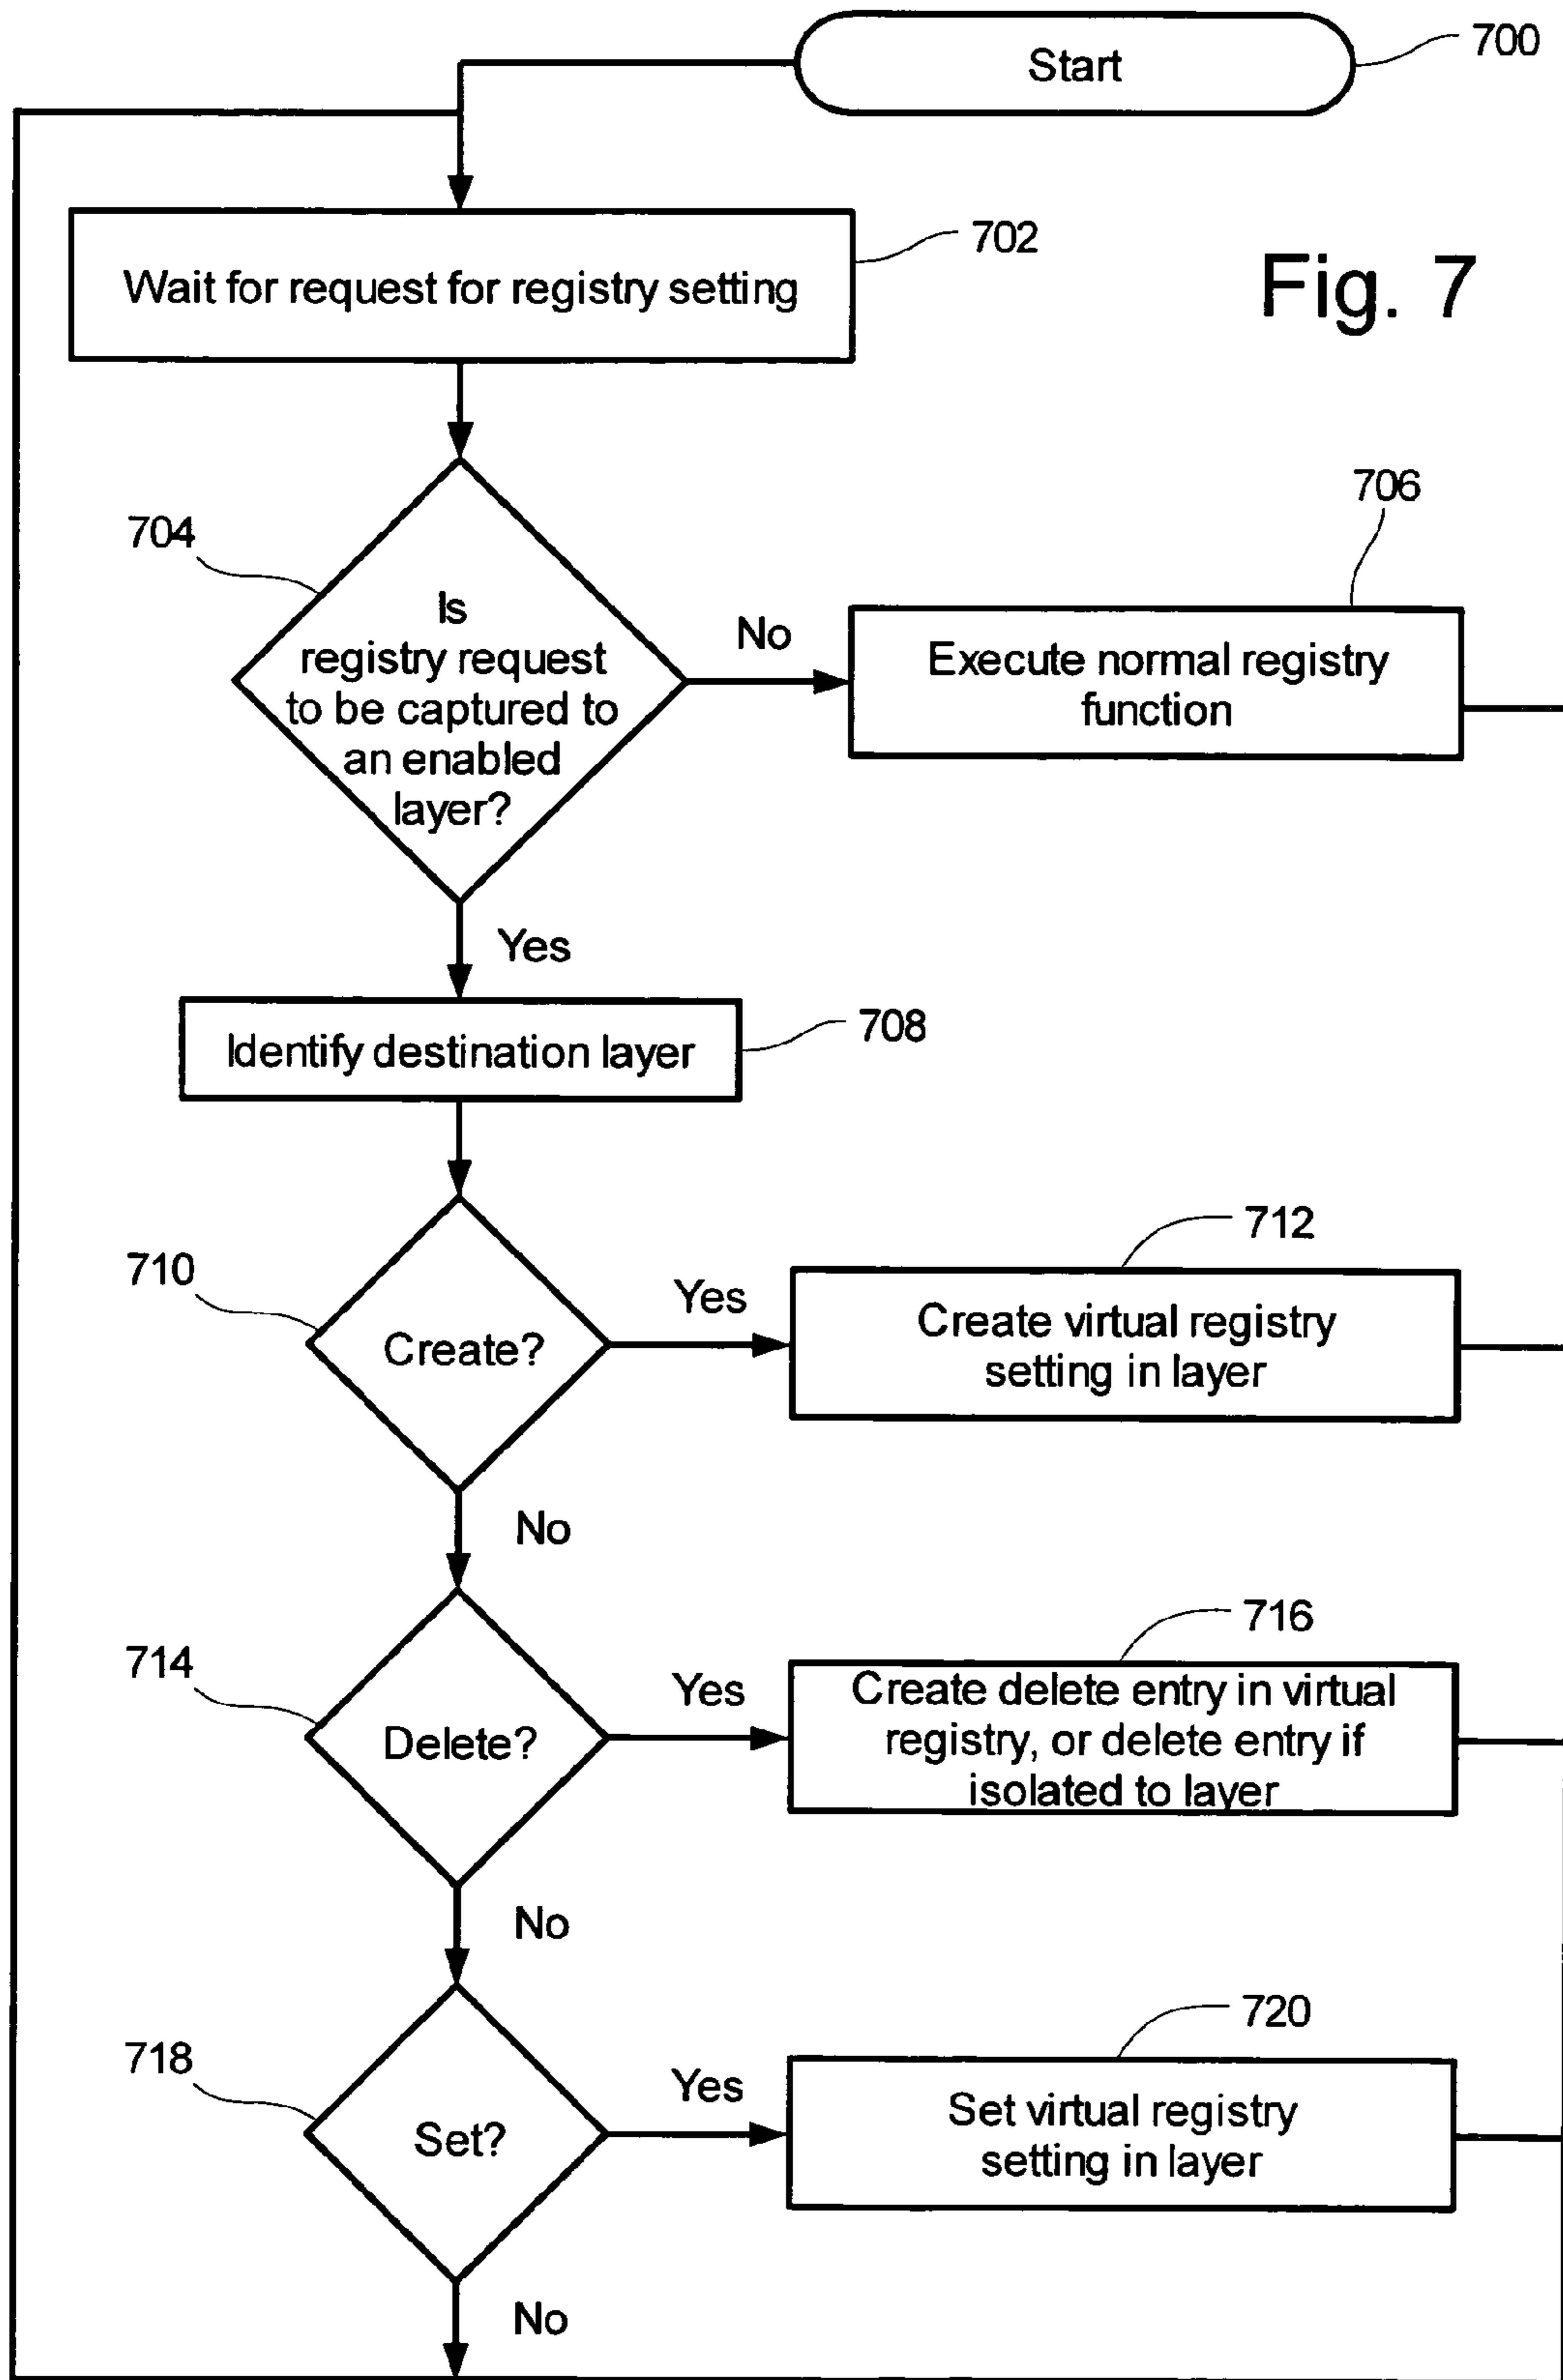 Start
700
702
Wait for request for registry setting
Fig. 7
704
Is
registry request
to be captured to
an enabled
layer?
No
706
Execute normal registry
function
Yes
Identify destination layer
708
710
Create?
Yes
712
Create virtual registry
setting in layer
No
714
Delete?
Yes
716
Create delete entry in virtual
registry, or delete entry if
isolated to layer
No
718
Set?
Yes
720
Set virtual registry
setting in layer
No